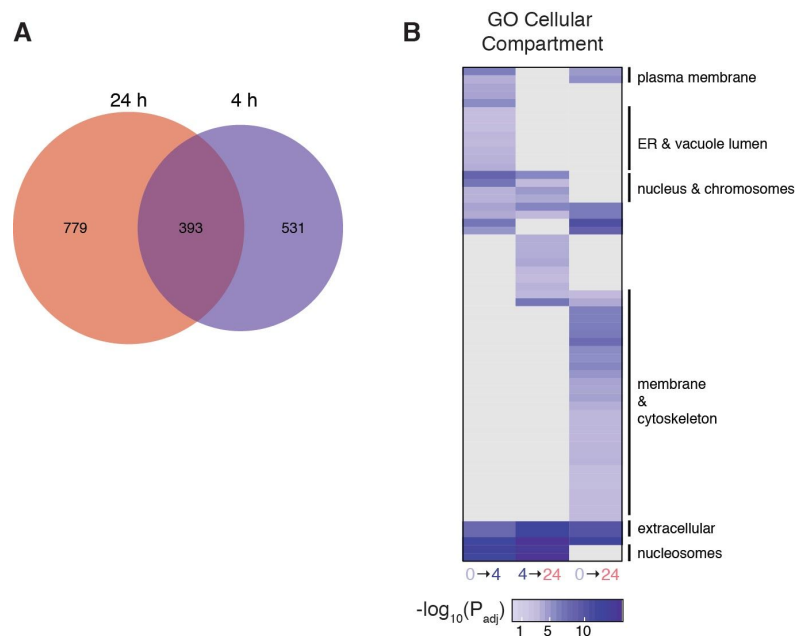 A
24 h
4 h
779
393
531
B
GO Cellular
Compartment
plasma membrane
ER & vacuole lumen
nucleus & chromosomes
membrane
&
cytoskeleton
extracellular
nucleosomes
0→4 4→24 0→24
-log10(Padj)
1 5 10